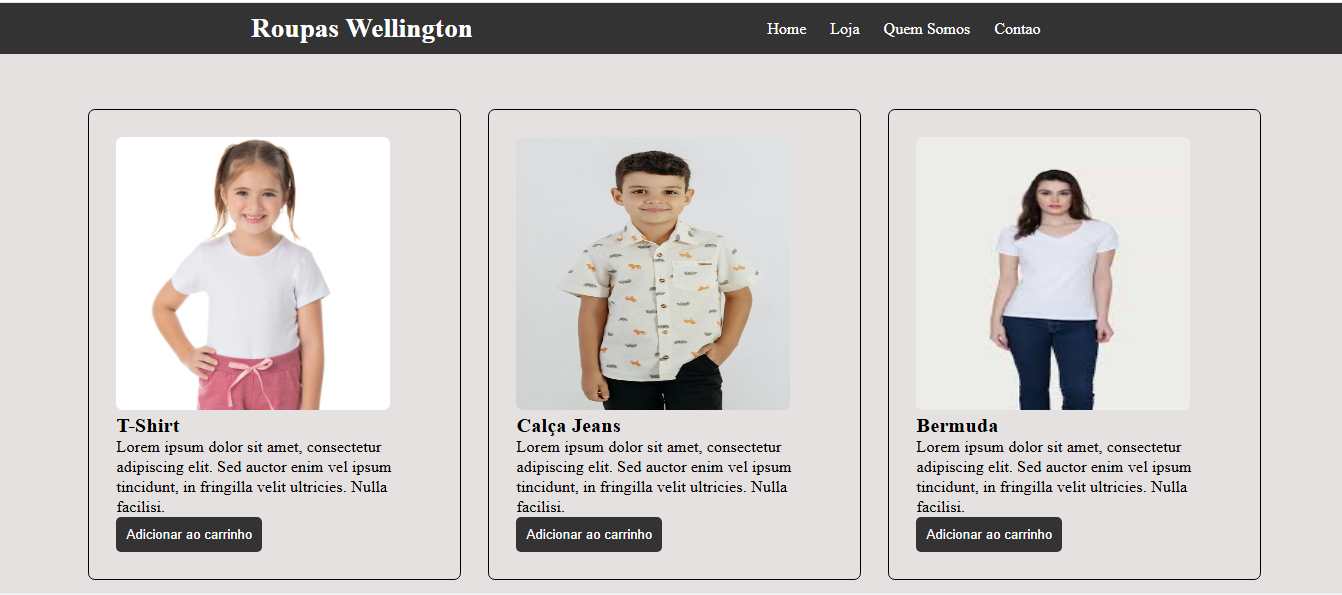 Roupas Wellington
Home Loja Quem Somos Contao
T-Shirt
Lorem ipsum dolor sit amet, consectetur
adipiscing elit. Sed auctor enim vel ipsum
tincidunt, in fringilla velit ultricies. Nulla
facilisi.
Adicionar ao carrinho
Calça Jeans
Lorem ipsum dolor sit amet, consectetur
adipiscing elit. Sed auctor enim vel ipsum
tincidunt, in fringilla velit ultricies. Nulla
facilisi.
Adicionar ao carrinho
Bermuda
Lorem ipsum dolor sit amet, consectetur
adipiscing elit. Sed auctor enim vel ipsum
tincidunt, in fringilla velit ultricies. Nulla
facilisi.
Adicionar ao carrinho